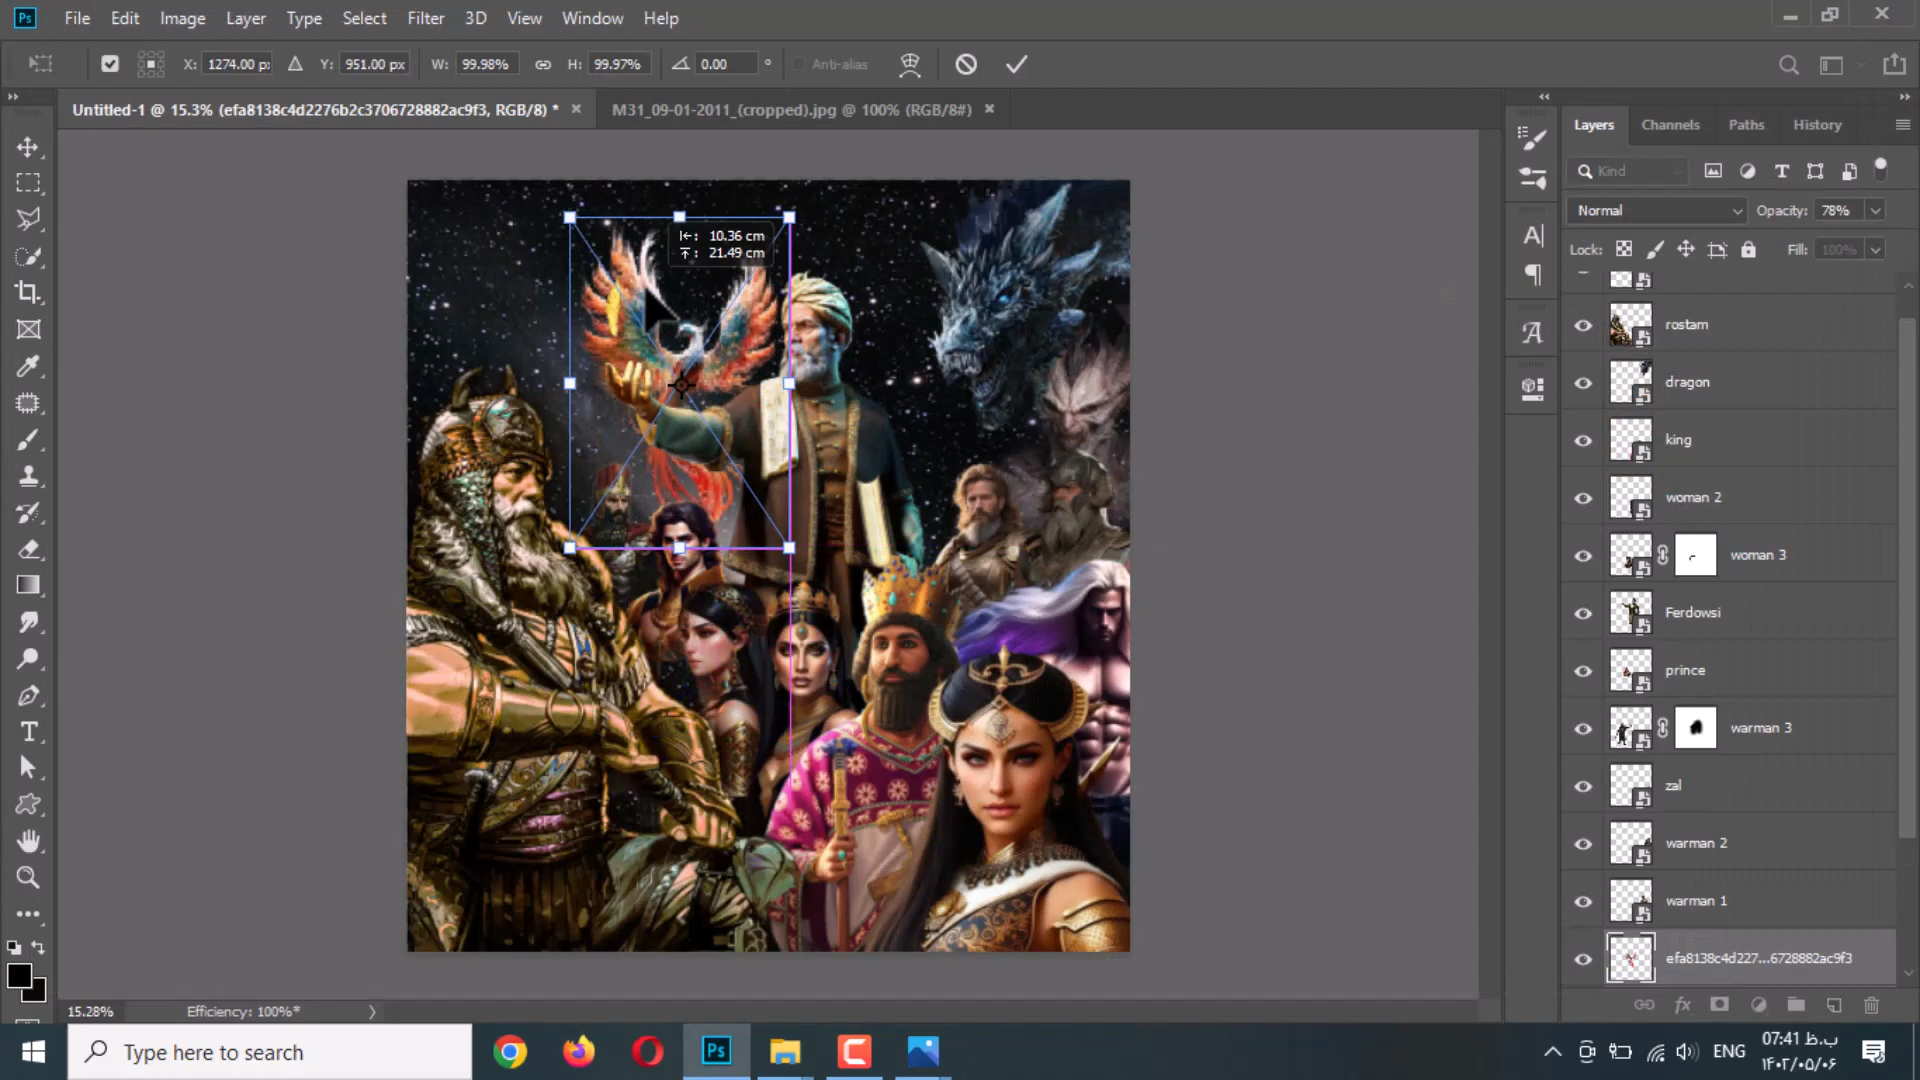 Ps File Edit Image Layer Type Select Filter 3D View Window Help
X: 1274.00 p: Y: 951.00 px W: 99.98% H: 99.97% 0.00 ° Anti-alias
Untitled-1 @ 15.3% (efa8138c4d2276b2c3706728882ac9f3, RGB/8) * M31_09-01-2011_(cropped).jpg @ 100% (RGB/8#)
Layers Channels Paths History
Kind
Normal Opacity: 78%
Lock: Fill: 100%
10.36 cm
21.49 cm
rostam
dragon
king
woman 2
woman 3
Ferdowsi
prince
warman 3
zal
warman 2
warman 1
efa8138c4d227...6728882ac9f3
15.28% Efficiency: 100%*
Type here to search
Ps
ENG
07:41 ب.ظ
۱۴۰۲/۰۵/۰۶